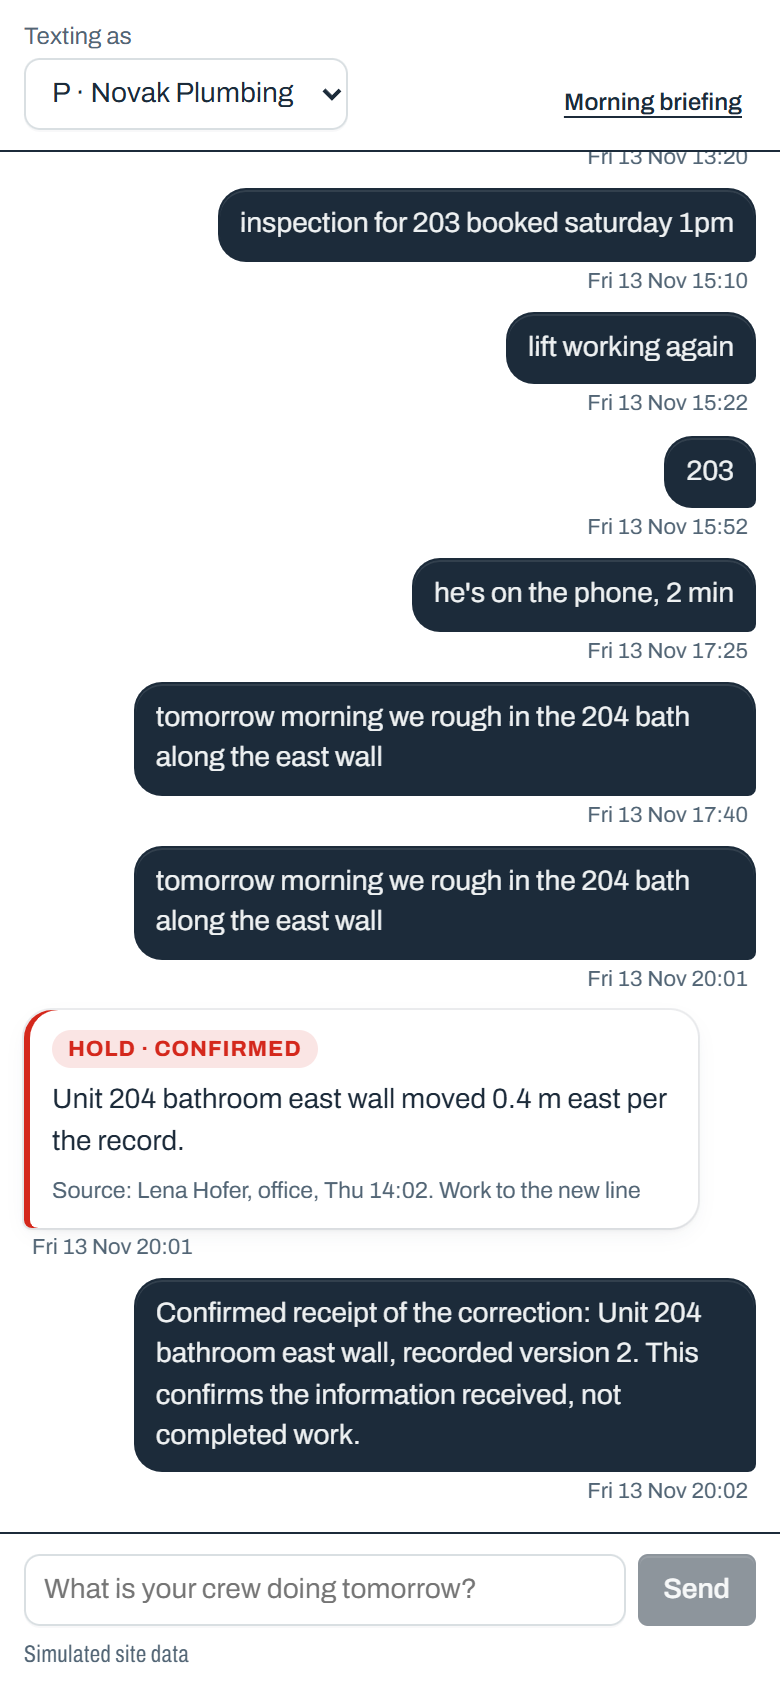 Texting as
P · Novak Plumbing
Morning briefing
Fri 13 Nov 13:20
inspection for 203 booked saturday 1pm
Fri 13 Nov 15:10
lift working again
Fri 13 Nov 15:22
203
Fri 13 Nov 15:52
he's on the phone, 2 min
Fri 13 Nov 17:25
tomorrow morning we rough in the 204 bath
along the east wall
Fri 13 Nov 17:40
tomorrow morning we rough in the 204 bath
along the east wall
Fri 13 Nov 20:01
HOLD · CONFIRMED
Unit 204 bathroom east wall moved 0.4 m east per
the record.
Source: Lena Hofer, office, Thu 14:02. Work to the new line
Fri 13 Nov 20:01
Confirmed receipt of the correction: Unit 204
bathroom east wall, recorded version 2. This
confirms the information received, not
completed work.
Fri 13 Nov 20:02
What is your crew doing tomorrow?
Send
Simulated site data